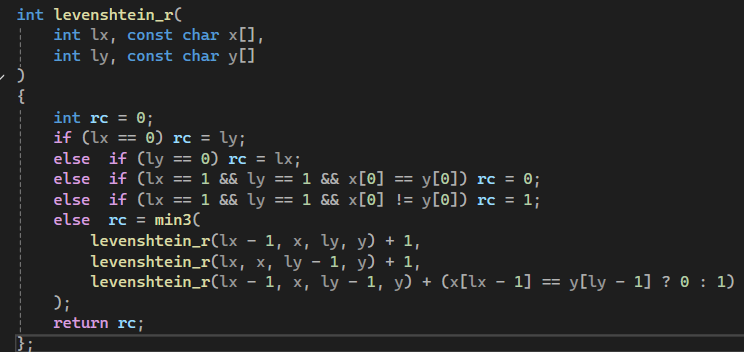 int levenshtein_r(
    int lx, const char x[],
    int ly, const char y[]
)
{
    int rc = 0;
    if (lx == 0) rc = ly;
    else  if (ly == 0) rc = lx;
    else  if (lx == 1 && ly == 1 && x[0] == y[0]) rc = 0;
    else  if (lx == 1 && ly == 1 && x[0] != y[0]) rc = 1;
    else  rc = min3(
        levenshtein_r(lx - 1, x, ly, y) + 1,
        levenshtein_r(lx, x, ly - 1, y) + 1,
        levenshtein_r(lx - 1, x, ly - 1, y) + (x[lx - 1] == y[ly - 1] ? 0 : 1)
    );
    return rc;
};